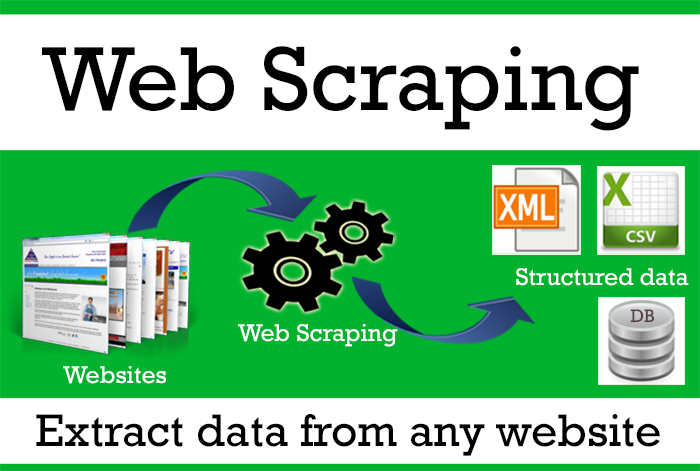 Web Scraping
XML
X
CSV
Structured data
DB
Web Scraping
Websites
Extract data from any website